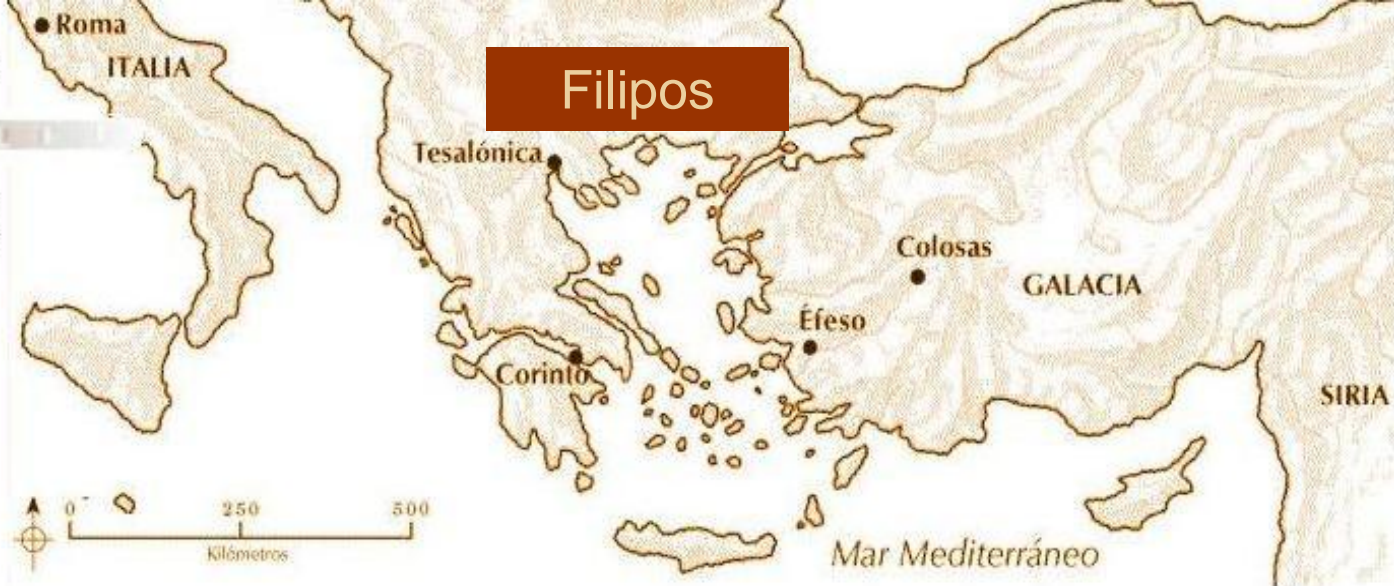 Roma
ITALIA
Filipos
Tesalónica
Colosas
GALACIA
Éfeso
Corinto
SIRIA
0 250 500
Kilómetros
Mar Mediterráneo